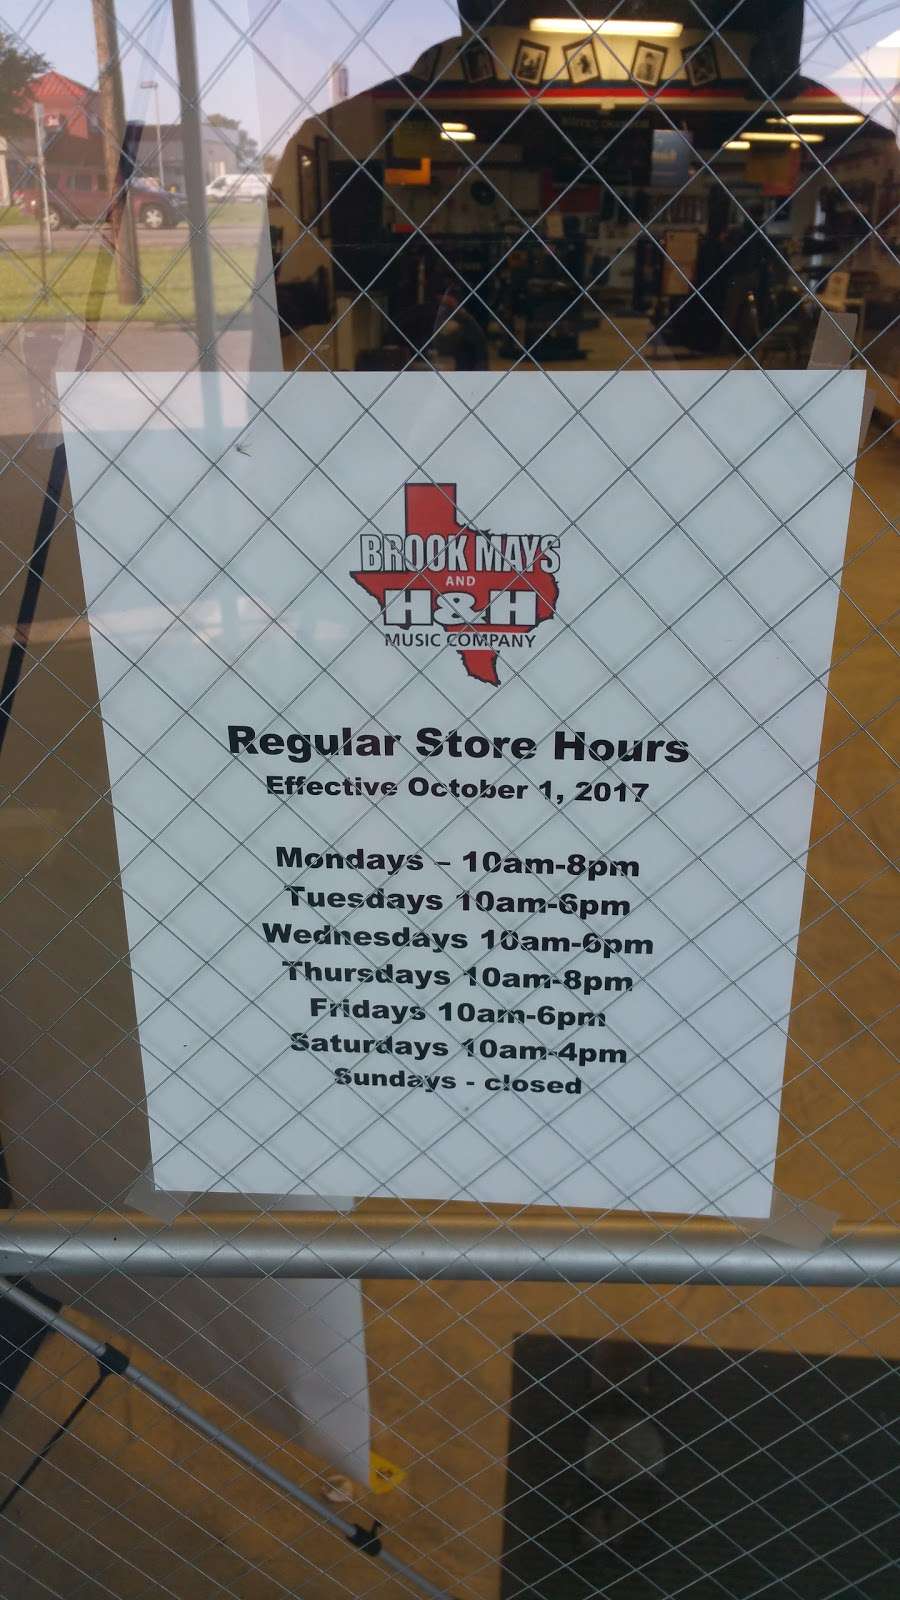 BROOK MAYS
AND
H&H
MUSIC COMPANY
Regular Store Hours
Effective October 1, 2017
Mondays – 10am-8pm
Tuesdays 10am-6pm
Wednesdays 10am-6pm
Thursdays 10am-8pm
Fridays 10am-6pm
Saturdays 10am-4pm
Sundays - closed